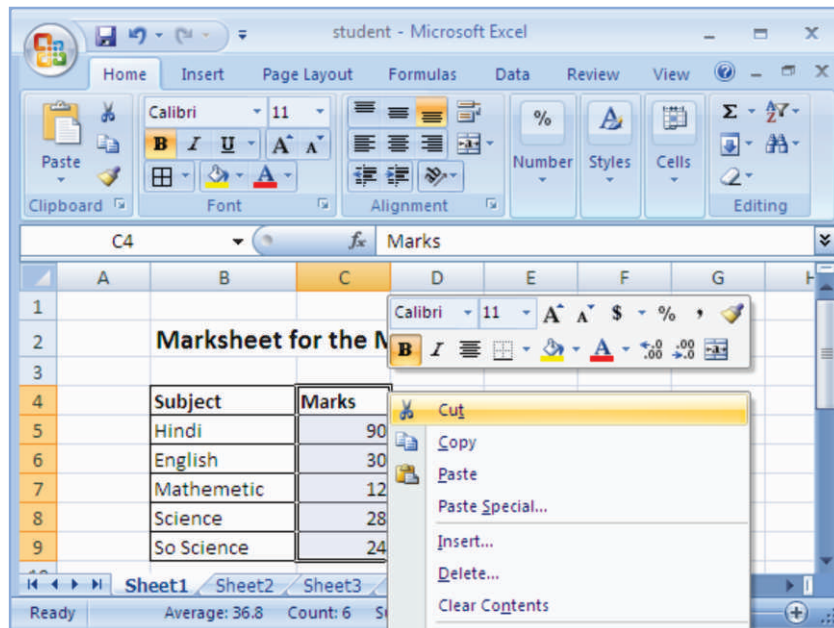 student - Microsoft Excel
Home Insert Page Layout Formulas Data Review View
Calibri 11
B I U A A
Paste
% Number Styles Cells
Σ
Clipboard Font Alignment Editing
C4 fx Marks
A B C D E F G
1
2 Marksheet for the
3
4 Subject Marks
5 Hindi 90
6 English 30
7 Mathemetic 12
8 Science 28
9 So Science 24
Calibri 11 A A $ % ,
B I A .00 .00
Cut
Copy
Paste
Paste Special...
Insert...
Delete...
Clear Contents
Sheet1 Sheet2 Sheet3
Ready Average: 36.8 Count: 6